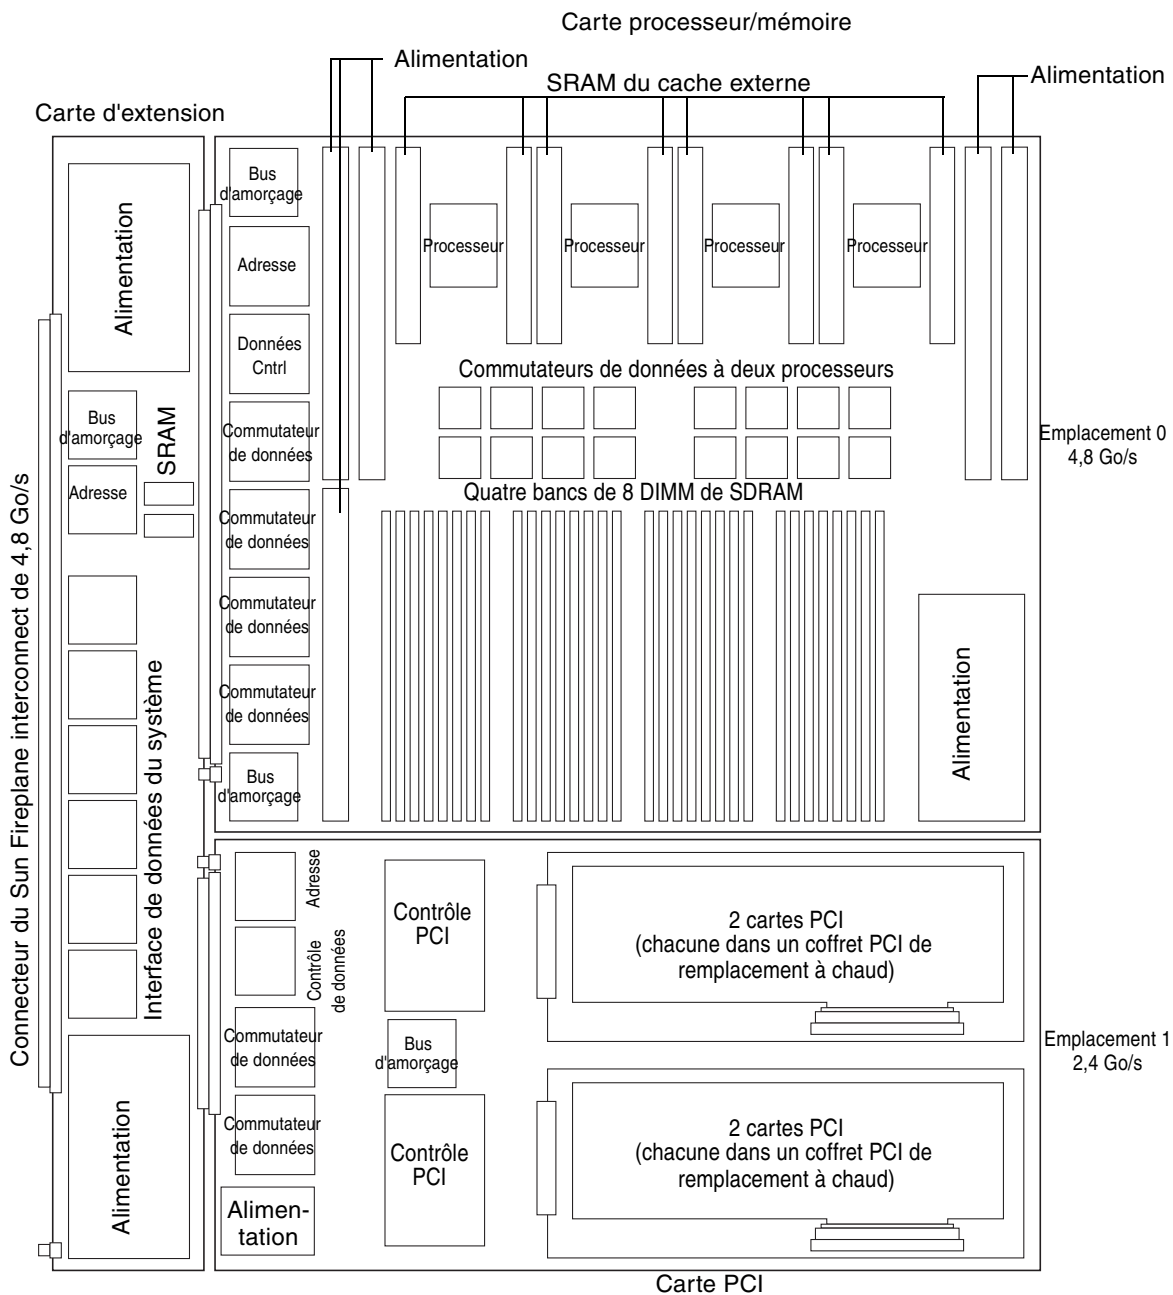 Carte processeur/mémoire
Alimentation
SRAM du cache externe
Alimentation
Carte d'extension
Alimentation
Bus
d'amorçage
Adresse
SRAM
Interface de données du système
Alimentation
Connecteur du Sun Fireplane interconnect de 4,8 Go/s
Bus
d'amorçage
Adresse
Données
Cntrl
Commutateur
de données
Commutateur
de données
Commutateur
de données
Commutateur
de données
Bus
d'amorçage
Processeur
Processeur
Processeur
Processeur
Commutateurs de données à deux processeurs
Quatre bancs de 8 DIMM de SDRAM
Alimentation
Emplacement 0
4,8 Go/s
Adresse
Contrôle
de données
Commutateur
de données
Commutateur
de données
Alimen-
tation
Contrôle
PCI
Bus
d'amorçage
Contrôle
PCI
2 cartes PCI
(chacune dans un coffret PCI de
remplacement à chaud)
2 cartes PCI
(chacune dans un coffret PCI de
remplacement à chaud)
Emplacement 1
2,4 Go/s
Carte PCI